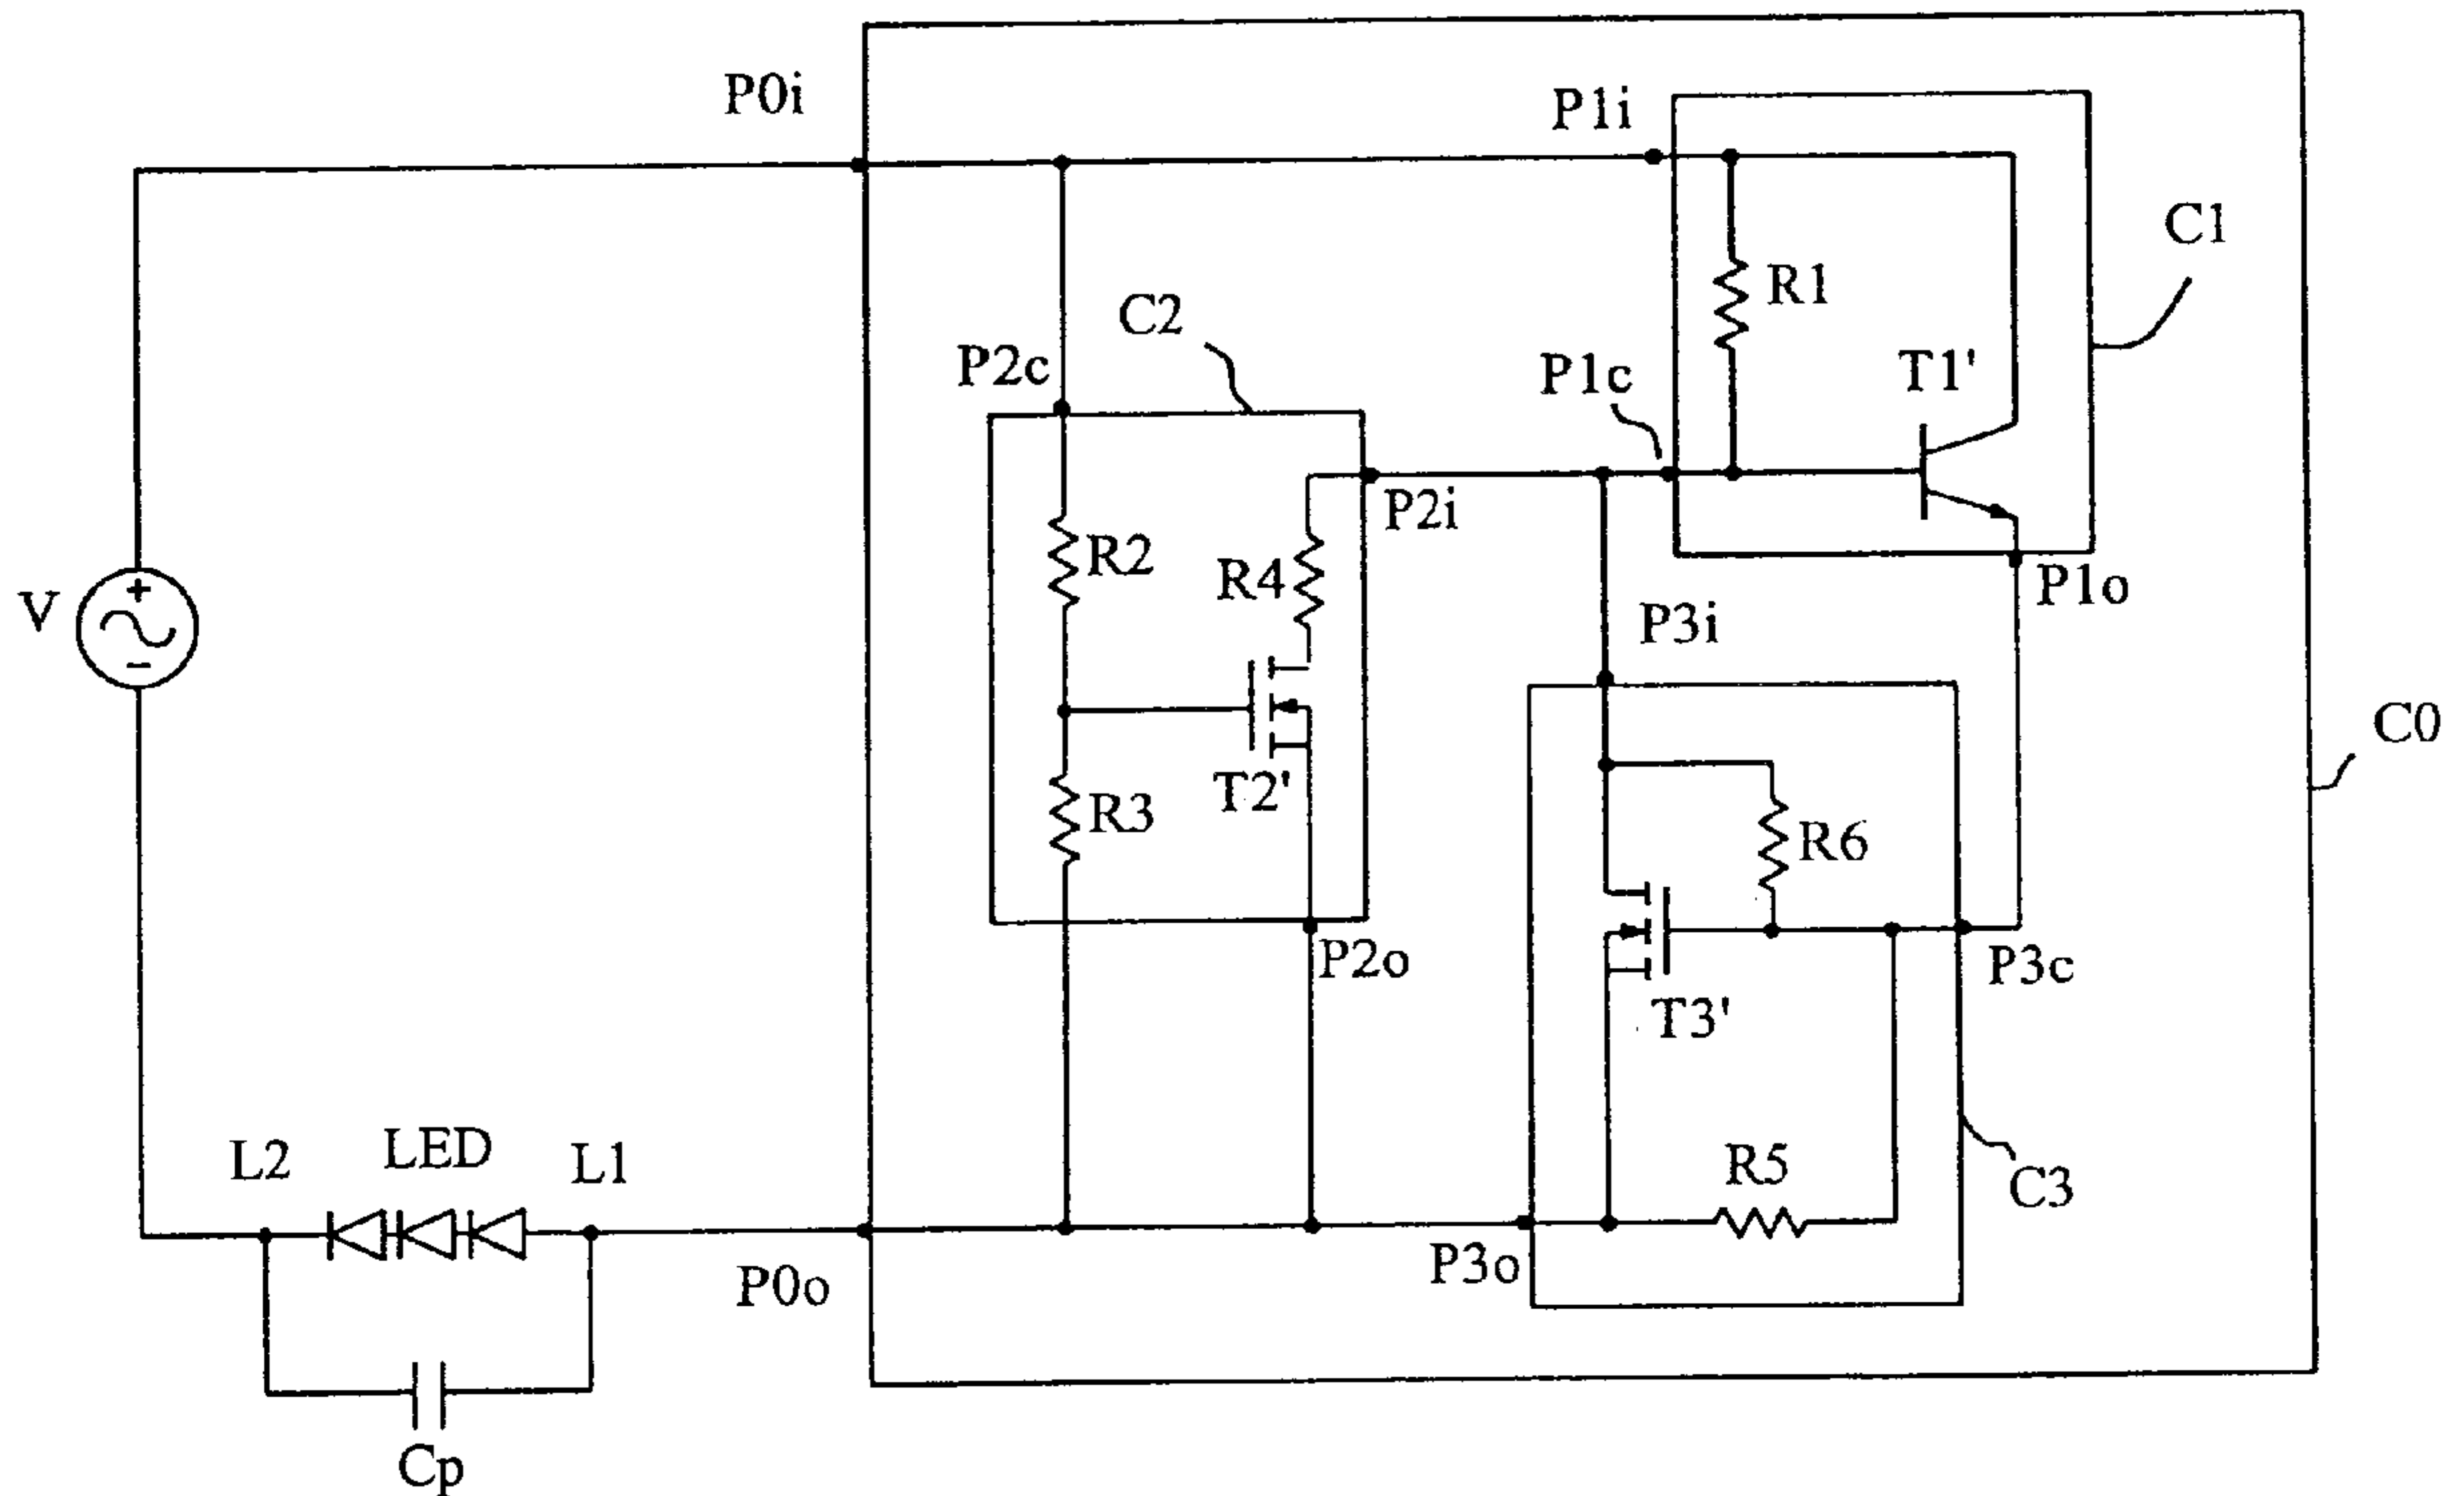 P0i
P1i
C1
R1
C2
P2c
P1c
T1'
P2i
R2
R4
P1o
V
+
−
P3i
C0
T2'
R3
R6
P2o
P3c
T3'
L2
LED
L1
R5
C3
P0o
P3o
Cp